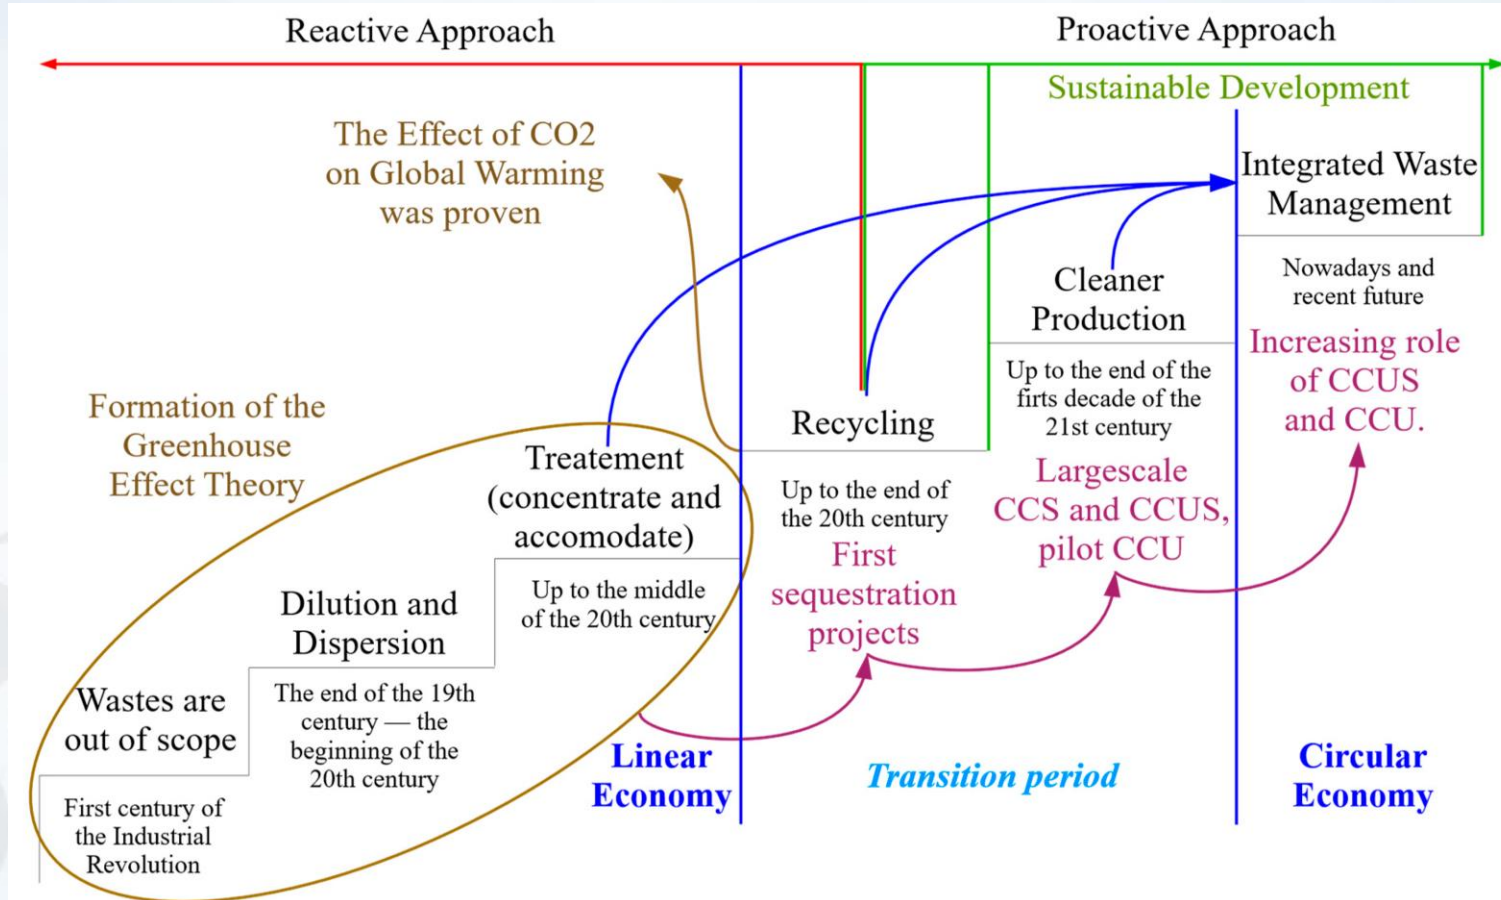 Reactive Approach
Proactive Approach
Sustainable Development
The Effect of CO2
on Global Warming
was proven
Integrated Waste
Management
Nowadays and
recent future
Increasing role
of CCUS
and CCU.
Cleaner
Production
Up to the end of the
firts decade of the
21st century
Largescale
CCS and CCUS,
pilot CCU
Recycling
Up to the end of
the 20th century
First
sequestration
projects
Formation of the
Greenhouse
Effect Theory
Treatement
(concentrate and
accomodate)
Up to the middle
of the 20th century
Dilution and
Dispersion
The end of the 19th
century — the
beginning of the
20th century
Wastes are
out of scope
First century of
the Industrial
Revolution
Linear
Economy
Transition period
Circular
Economy